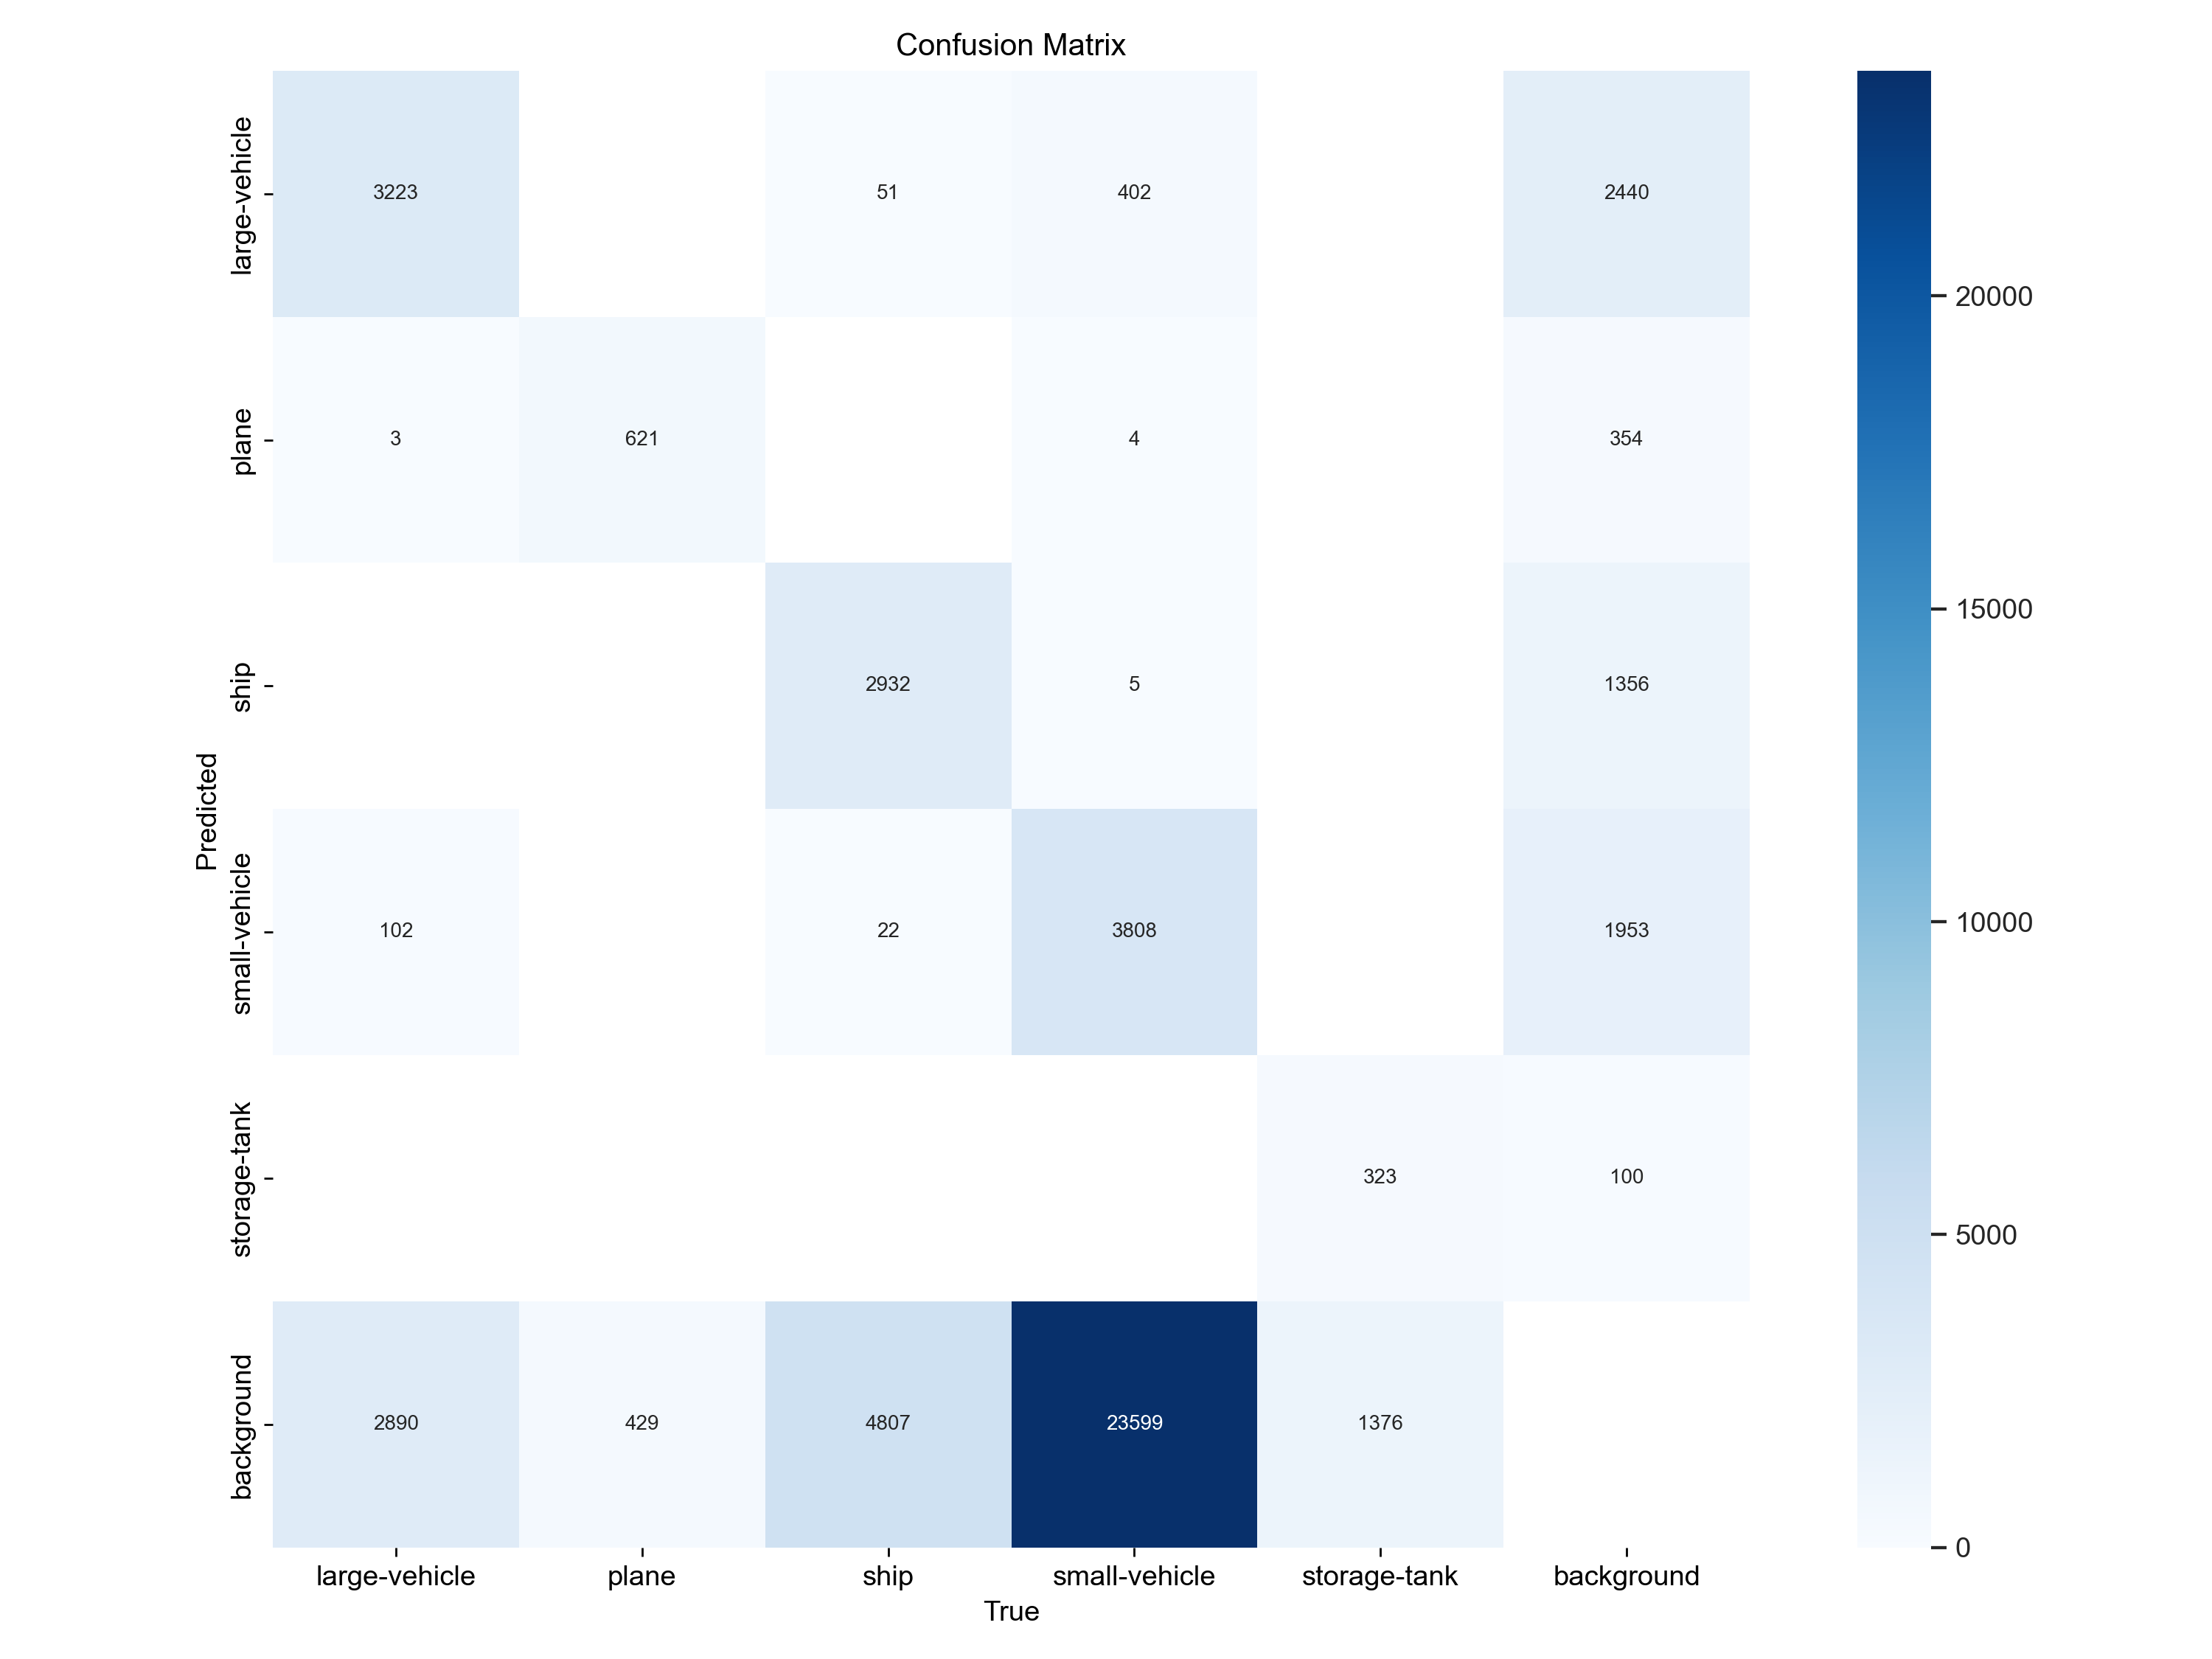 Confusion Matrix
large-vehicle
3223
51
402
2440
20000
plane
3
621
4
354
15000
ship
2932
5
1356
Predicted
small-vehicle
102
22
3808
1953
10000
storage-tank
323
100
5000
background
2890
429
4807
23599
1376
0
large-vehicle
plane
ship
small-vehicle
storage-tank
background
True